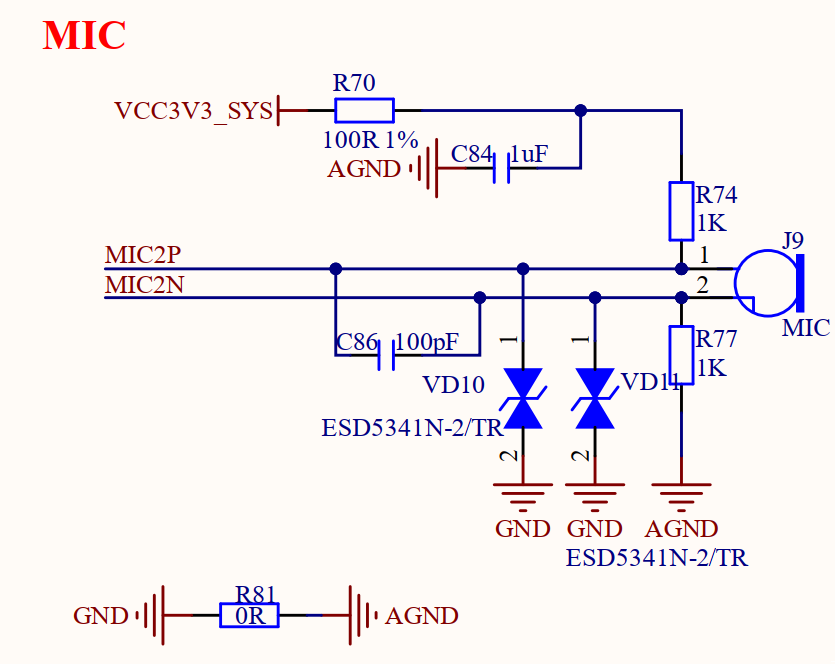 MIC
R70
VCC3V3_SYS
100R 1%
C84 1uF
AGND
R74
1K
J9
MIC2P
1
MIC2N
2
MIC
C86 100pF
1
1
R77
1K
VD10
VD11
ESD5341N-2/TR
2
2
GND GND AGND
ESD5341N-2/TR
R81
GND 0R AGND